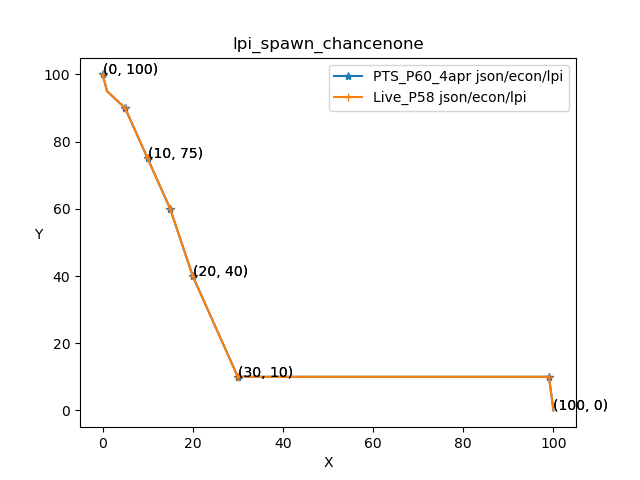 lpi_spawn_chancenone
PTS_P60_4apr json/econ/lpi
Live_P58 json/econ/lpi
(0, 100)
(10, 75)
(20, 40)
(30, 10)
(100, 0)
100
80
60
40
20
0
Y
0 20 40 60 80 100
X